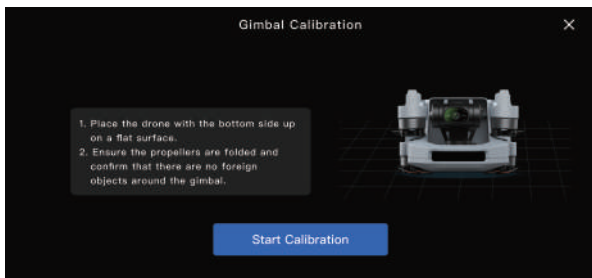 Gimbal Calibration
1. Place the drone with the bottom side up
on a flat surface.
2. Ensure the propellers are folded and
confirm that there are no foreign
objects around the gimbal.
Start Calibration